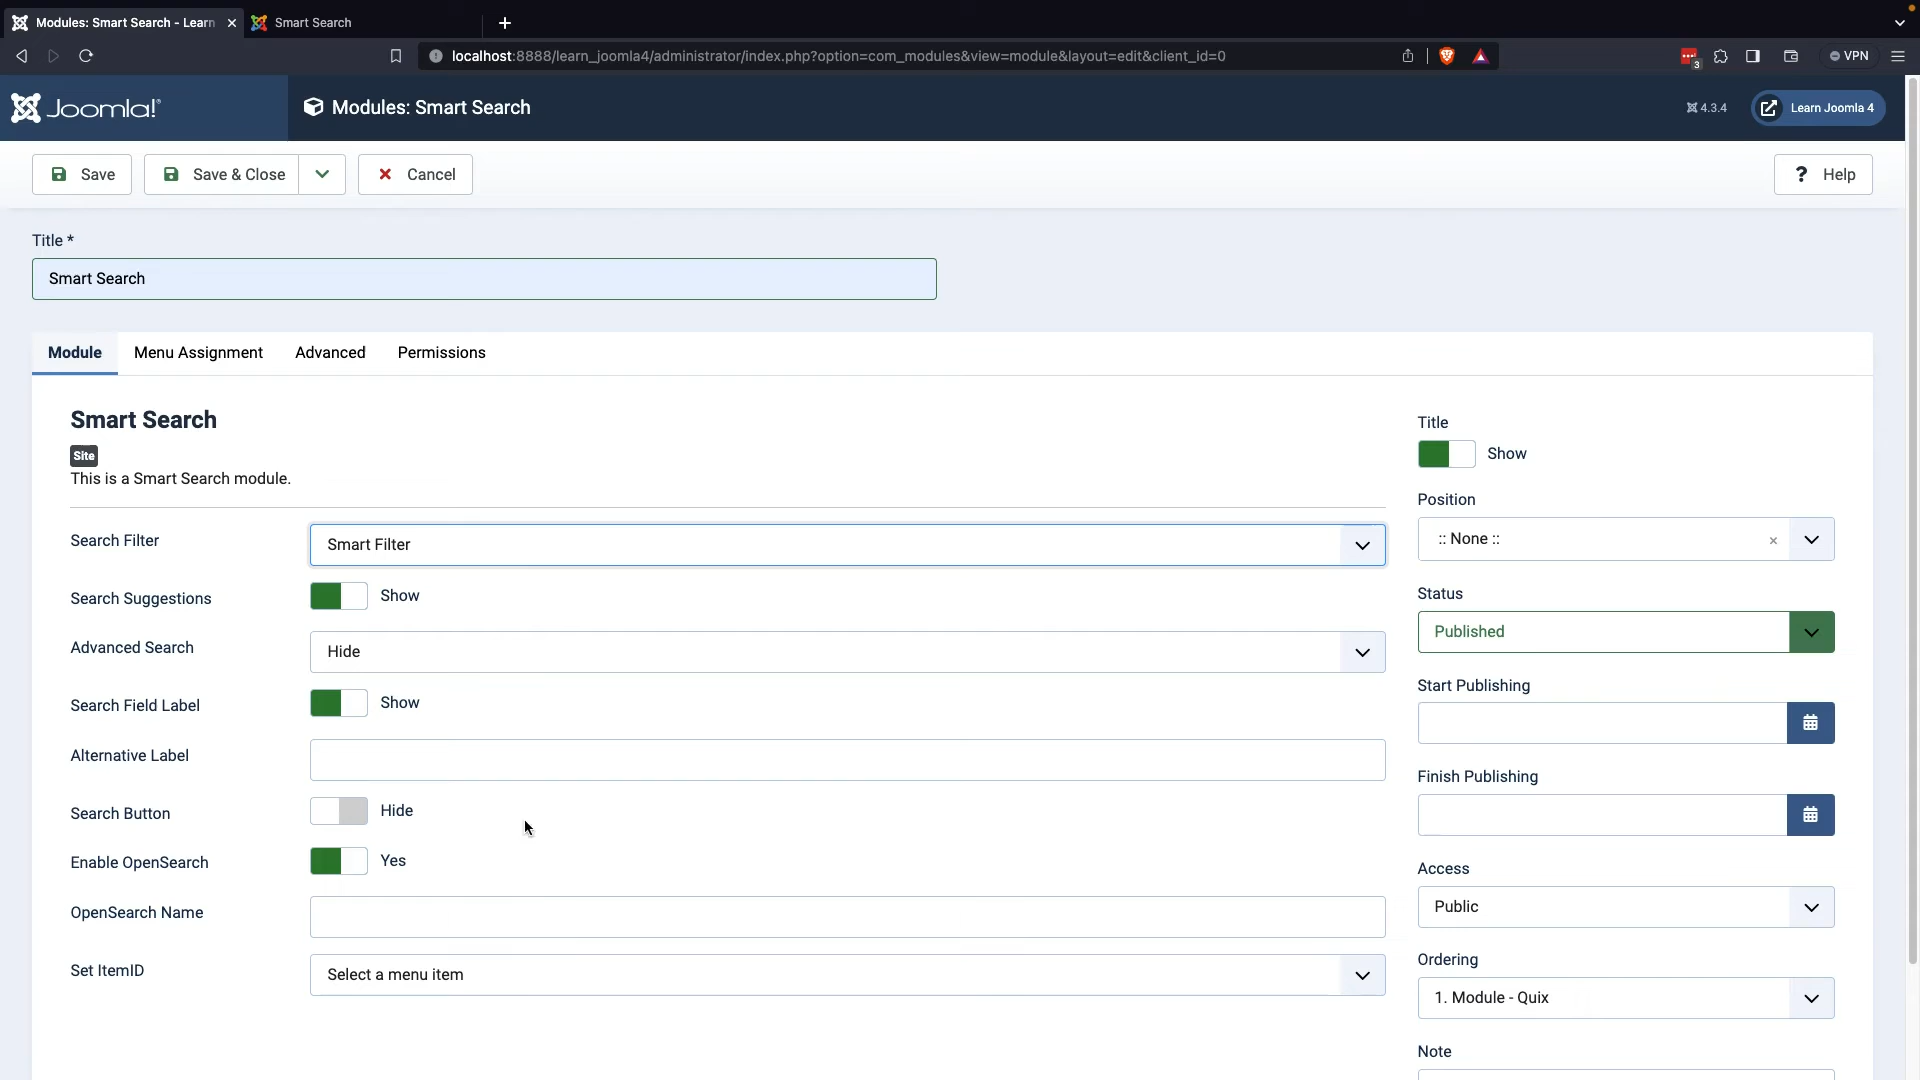 Modules: Smart Search - Learn
Smart Search
localhost:8888/learn_joomla4/administrator/index.php?option=com_modules&view=module&layout=edit&client_id=0
3
VPN
Joomla!®
Modules: Smart Search
4.3.4
Learn Joomla 4
Save
Save & Close
Cancel
? Help
Title *
Smart Search
Module
Menu Assignment
Advanced
Permissions
Smart Search
Site
This is a Smart Search module.
Search Filter
Smart Filter
Search Suggestions
Show
Advanced Search
Hide
Search Field Label
Show
Alternative Label
Search Button
Hide
Enable OpenSearch
Yes
OpenSearch Name
Set ItemID
Select a menu item
Title
Show
Position
:: None ::
Status
Published
Start Publishing
Finish Publishing
Access
Public
Ordering
1. Module - Quix
Note